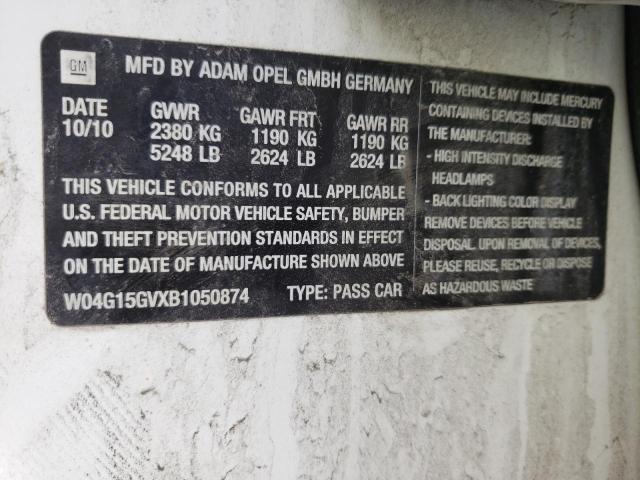 GM
MFD BY ADAM OPEL GMBH GERMANY
DATE GVWR GAWR FRT GAWR RR
10/10 2380 KG 1190 KG 1190 KG
5248 LB 2624 LB 2624 LB
THIS VEHICLE CONFORMS TO ALL APPLICABLE
U.S. FEDERAL MOTOR VEHICLE SAFETY, BUMPER
AND THEFT PREVENTION STANDARDS IN EFFECT
ON THE DATE OF MANUFACTURE SHOWN ABOVE
W04G15GVXB1050874 TYPE: PASS CAR
THIS VEHICLE MAY INCLUDE MERCURY
CONTAINING DEVICES INSTALLED BY
THE MANUFACTURER:
- HIGH INTENSITY DISCHARGE
HEADLAMPS
- BACK LIGHTING COLOR DISPLAY
REMOVE DEVICES BEFORE VEHICLE
DISPOSAL. UPON REMOVAL OF DEVICES,
PLEASE REUSE, RECYCLE OR DISPOSE
AS HAZARDOUS WASTE